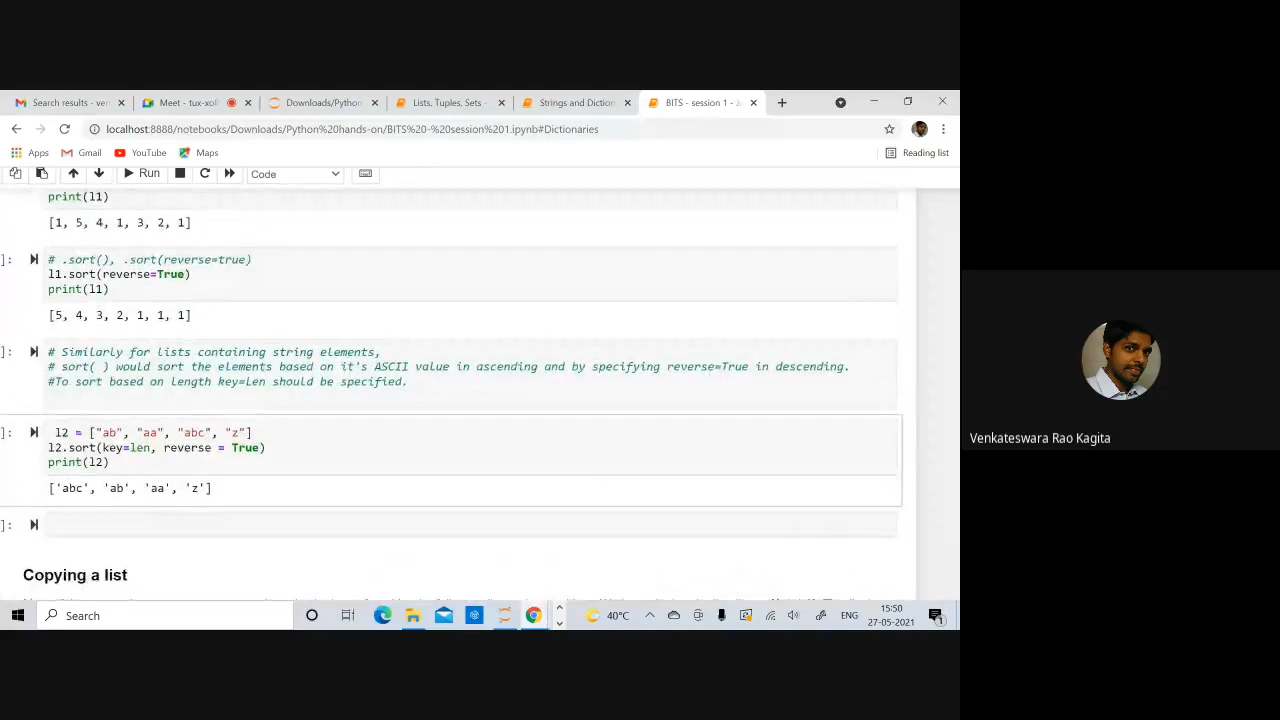 Search results - ven
Meet - tux-xoll
Downloads/Python
Lists, Tuples, Sets -
Strings and Diction
BITS - session 1 - J
localhost:8888/notebooks/Downloads/Python%20hands-on/BITS%20-%20session%201.ipynb#Dictionaries
Apps Gmail YouTube Maps Reading list
Run Code
print(l1)
[1, 5, 4, 1, 3, 2, 1]
]: # .sort(), .sort(reverse=true)
l1.sort(reverse=True)
print(l1)
[5, 4, 3, 2, 1, 1, 1]
]: # Similarly for lists containing string elements,
# sort( ) would sort the elements based on it's ASCII value in ascending and by specifying reverse=True in descending.
#To sort based on length key=len should be specified.
]: l2 = ["ab", "aa", "abc", "z"]
l2.sort(key=len, reverse = True)
print(l2)
['abc', 'ab', 'aa', 'z']
]:
Copying a list
Venkateswara Rao Kagita
Search
40°C
ENG
15:50
27-05-2021
1